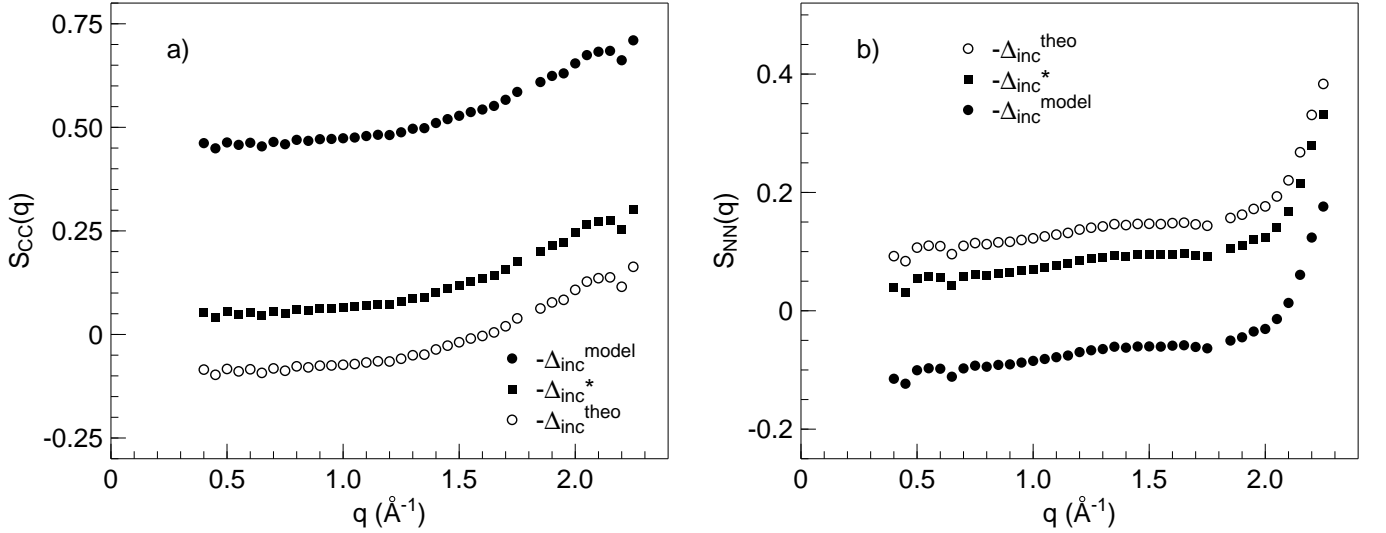 a)
0.75
0.50
0.25
0
-0.25
S_CC(q)
-Δ_inc^model
-Δ_inc*
-Δ_inc^theo
0 0.5 1.0 1.5 2.0
q (Å^-1)
b)
-Δ_inc^theo
-Δ_inc*
-Δ_inc^model
0.4
0.2
0
-0.2
S_NN(q)
0 0.5 1.0 1.5 2.0
q (Å^-1)